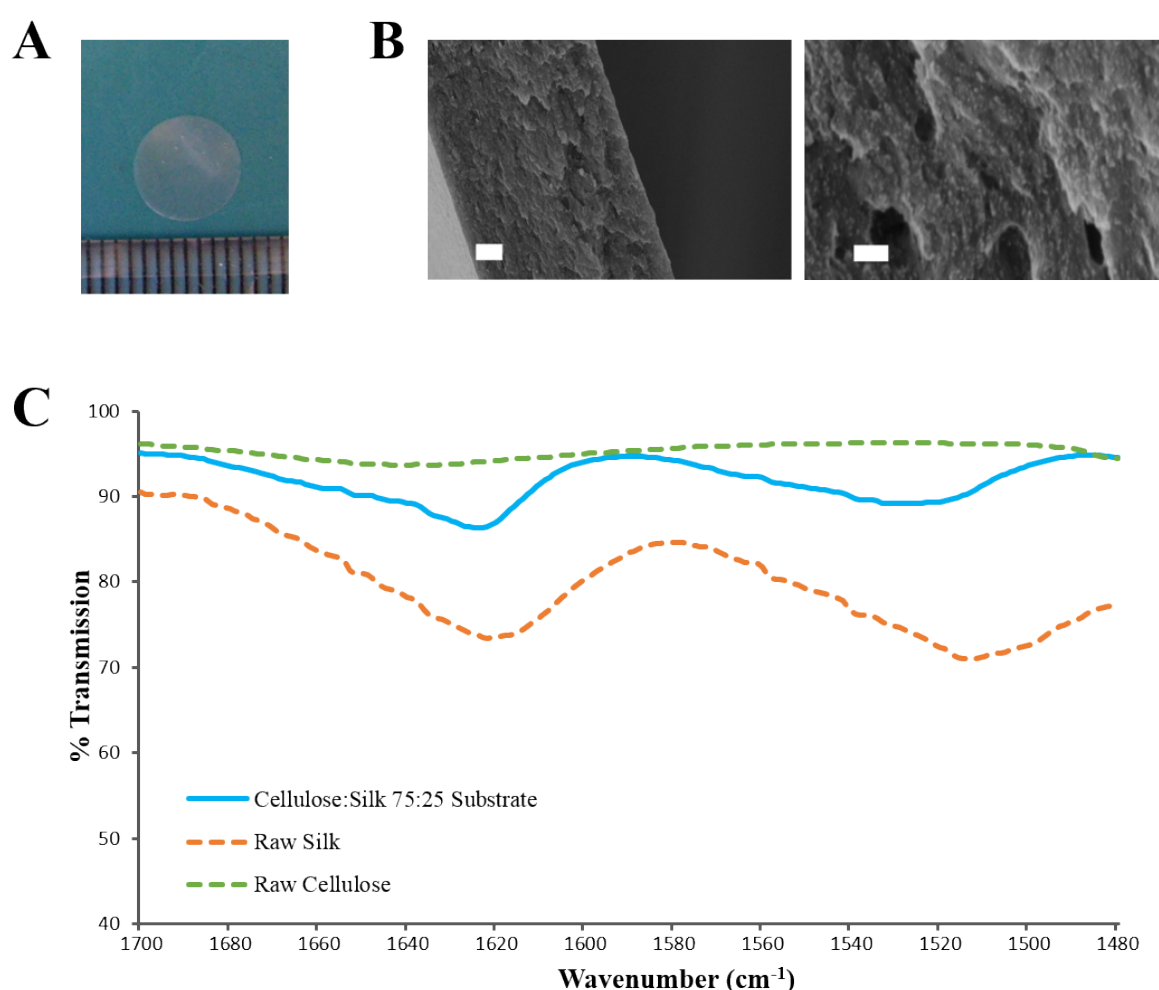 A
B
C
% Transmission
100
90
80
70
60
50
40
Cellulose:Silk 75:25 Substrate
Raw Silk
Raw Cellulose
1700 1680 1660 1640 1620 1600 1580 1560 1540 1520 1500 1480
Wavenumber (cm⁻¹)